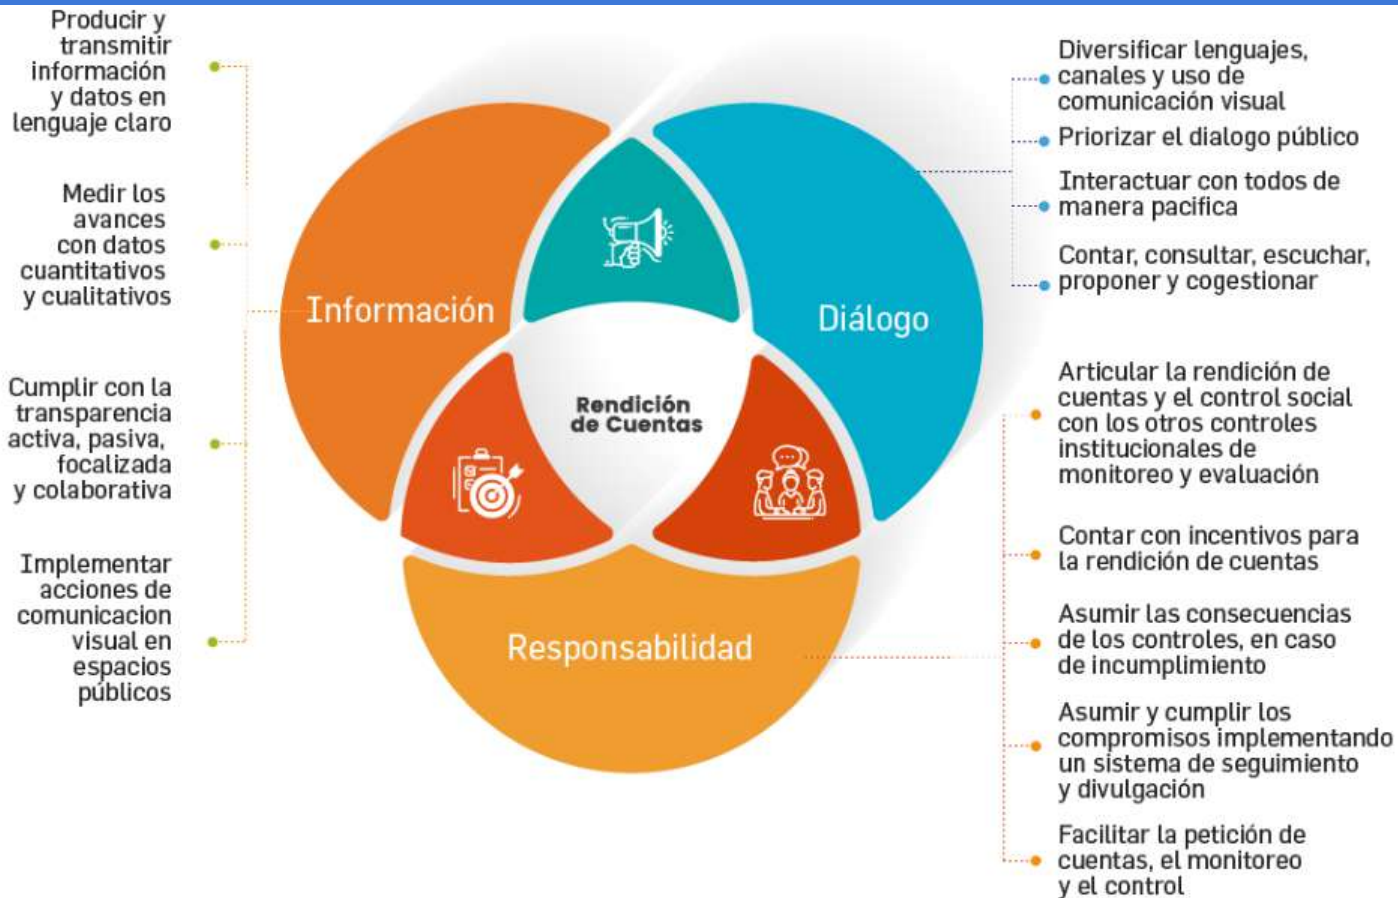 Producir y
transmitir
información
y datos en
lenguaje claro
Medir los
avances
con datos
cuantitativos
y cualitativos
Cumplir con la
transparencia
activa, pasiva,
focalizada
y colaborativa
Implementar
acciones de
comunicacion
visual en
espacios
públicos
Información
Diálogo
Rendición
de Cuentas
Responsabilidad
Diversificar lenguajes,
canales y uso de
comunicación visual
Priorizar el dialogo público
Interactuar con todos de
manera pacifica
Contar, consultar, escuchar,
proponer y cogestionar
Articular la rendición de
cuentas y el control social
con los otros controles
institucionales de
monitoreo y evaluación
Contar con incentivos para
la rendición de cuentas
Asumir las consecuencias
de los controles, en caso
de incumplimiento
Asumir y cumplir los
compromisos implementando
un sistema de seguimiento
y divulgación
Facilitar la petición de
cuentas, el monitoreo
y el control